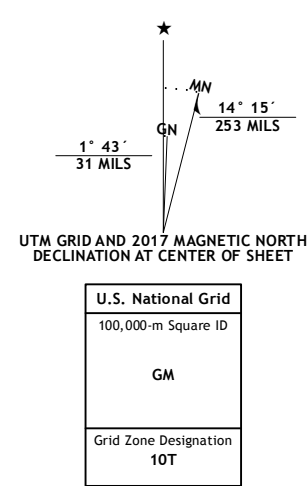 ★
MN
GN
1° 43´
31 MILS
14° 15´
253 MILS
UTM GRID AND 2017 MAGNETIC NORTH
DECLINATION AT CENTER OF SHEET
U.S. National Grid
100,000-m Square ID
GM
Grid Zone Designation
10T